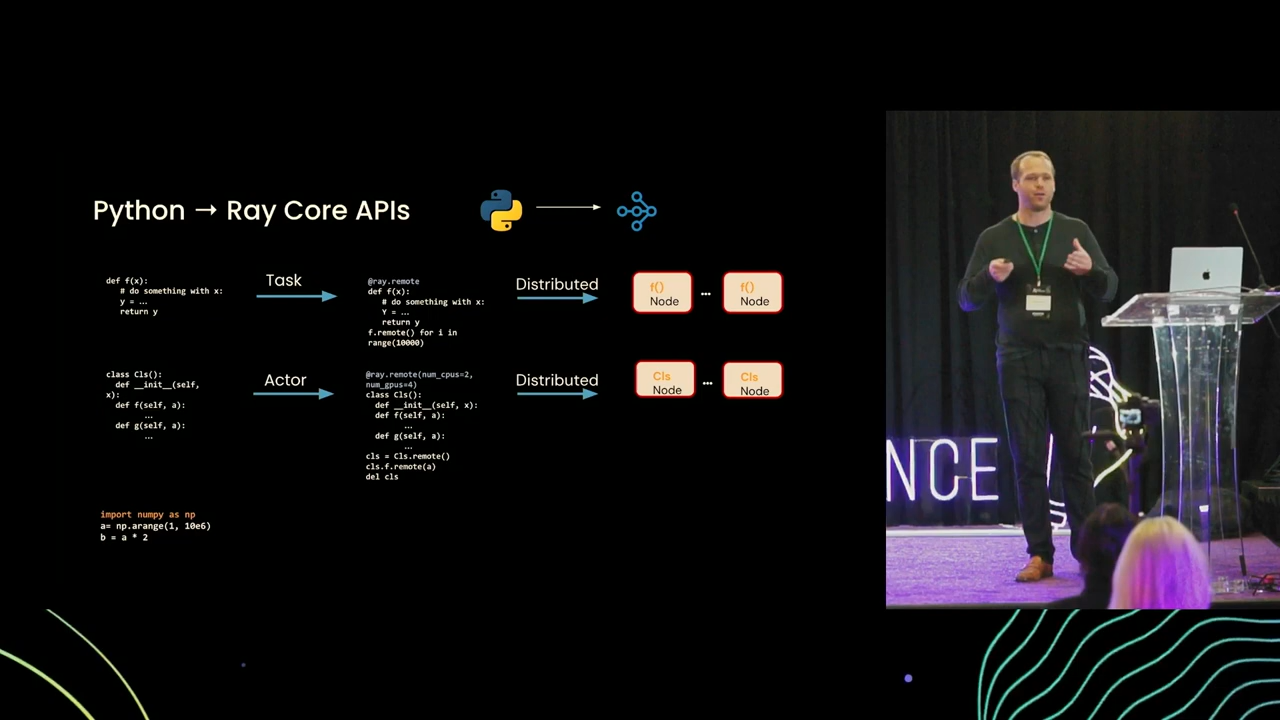 Python → Ray Core APIs
def f(x):
# do something with x:
y = …
return y
Task
@ray.remote
def f(x):
# do something with x:
Y = …
return y
f.remote() for i in
range(10000)
Distributed
f()
Node
...
f()
Node
class Cls():
def __init__(self,
x):
def f(self, a):
…
def g(self, a):
…
Actor
@ray.remote(num_cpus=2,
num_gpus=4)
class Cls():
def __init__(self, x):
def f(self, a):
…
def g(self, a):
…
cls = Cls.remote()
cls.f.remote(a)
del cls
Distributed
Cls
Node
...
Cls
Node
import numpy as np
a= np.arange(1, 10e6)
b = a * 2
NCE